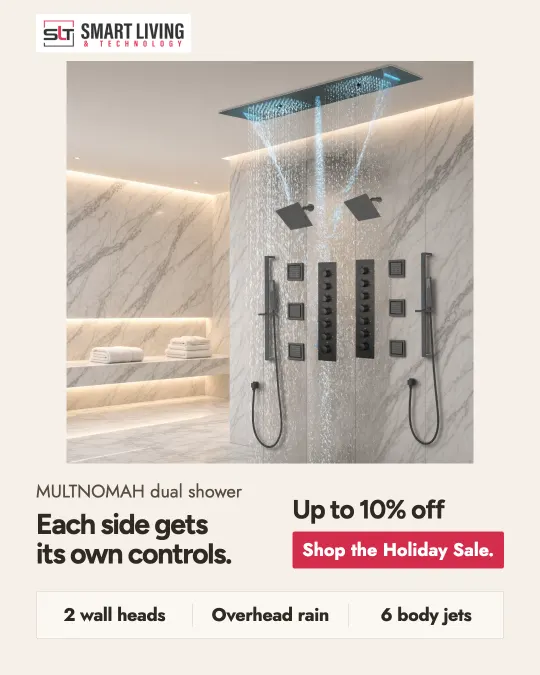 SLT SMART LIVING
& TECHNOLOGY
MULTNOMAH dual shower
Each side gets
its own controls.
Up to 10% off
Shop the Holiday Sale.
2 wall heads
Overhead rain
6 body jets